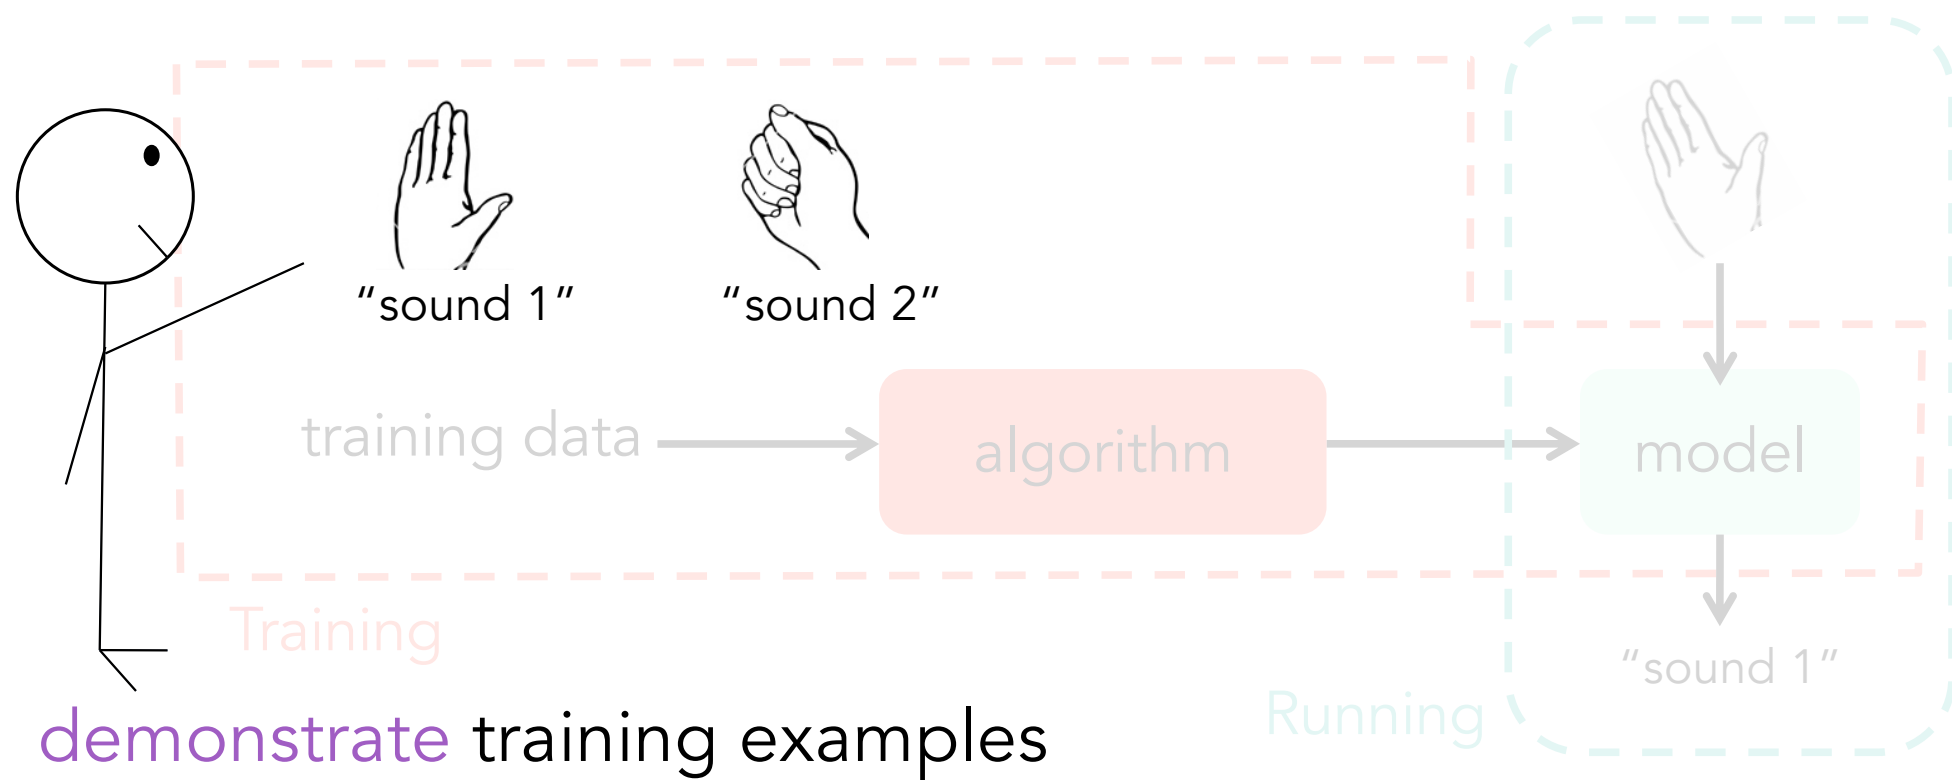 “sound 1”
“sound 2”
training data
algorithm
model
Training
“sound 1”
Running
demonstrate training examples